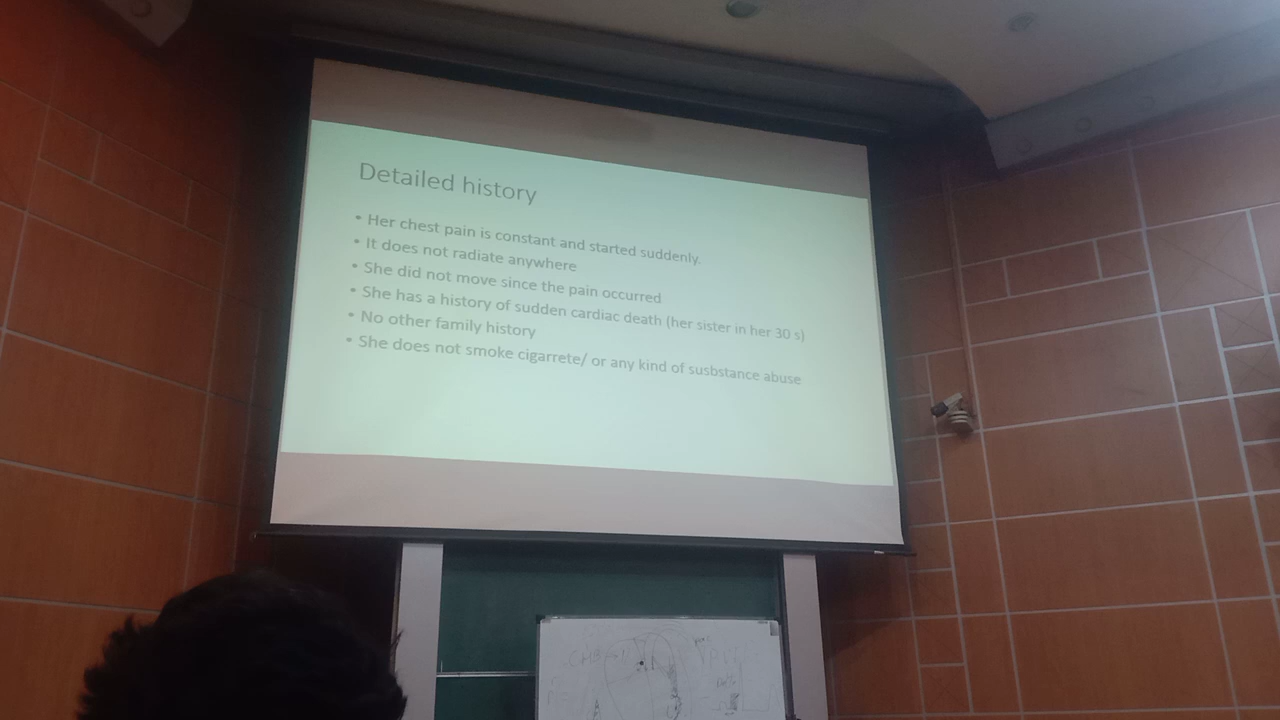 Detailed history
• Her chest pain is constant and started suddenly.
• It does not radiate anywhere
• She did not move since the pain occurred
• She has a history of sudden cardiac death (her sister in her 30 s)
• No other family history
• She does not smoke cigarrete/ or any kind of susbstance abuse